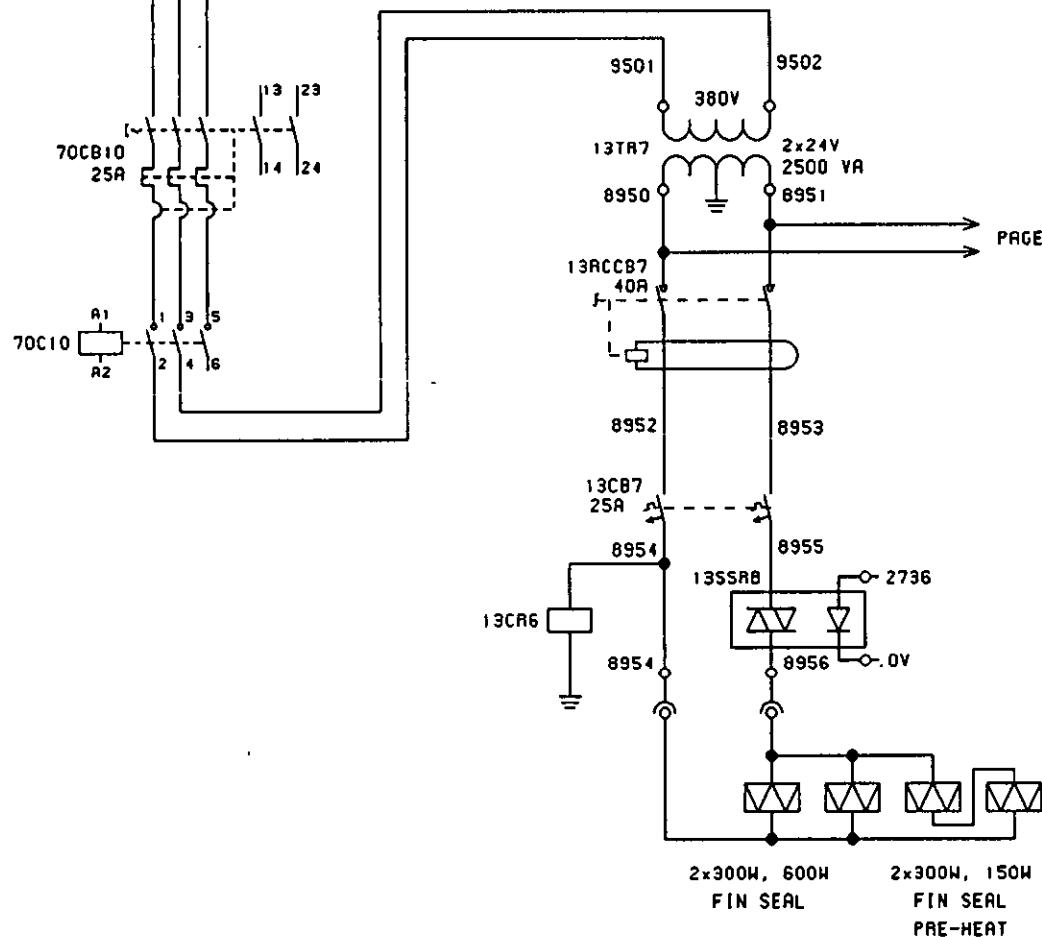 9501
9502
380V
13
23
70CB10
25A
14
24
13TR7
2x24V
2500 VA
8950
8951
PAGE
13RCCB7
40A
A1
1
3
5
70C10
A2
2
4
6
8952
8953
13CB7
25A
8954
8955
13SSR8
2736
13CR6
8954
8956
.0V
2x300W, 600W
FIN SEAL
2x300W, 150W
FIN SEAL
PRE-HEAT